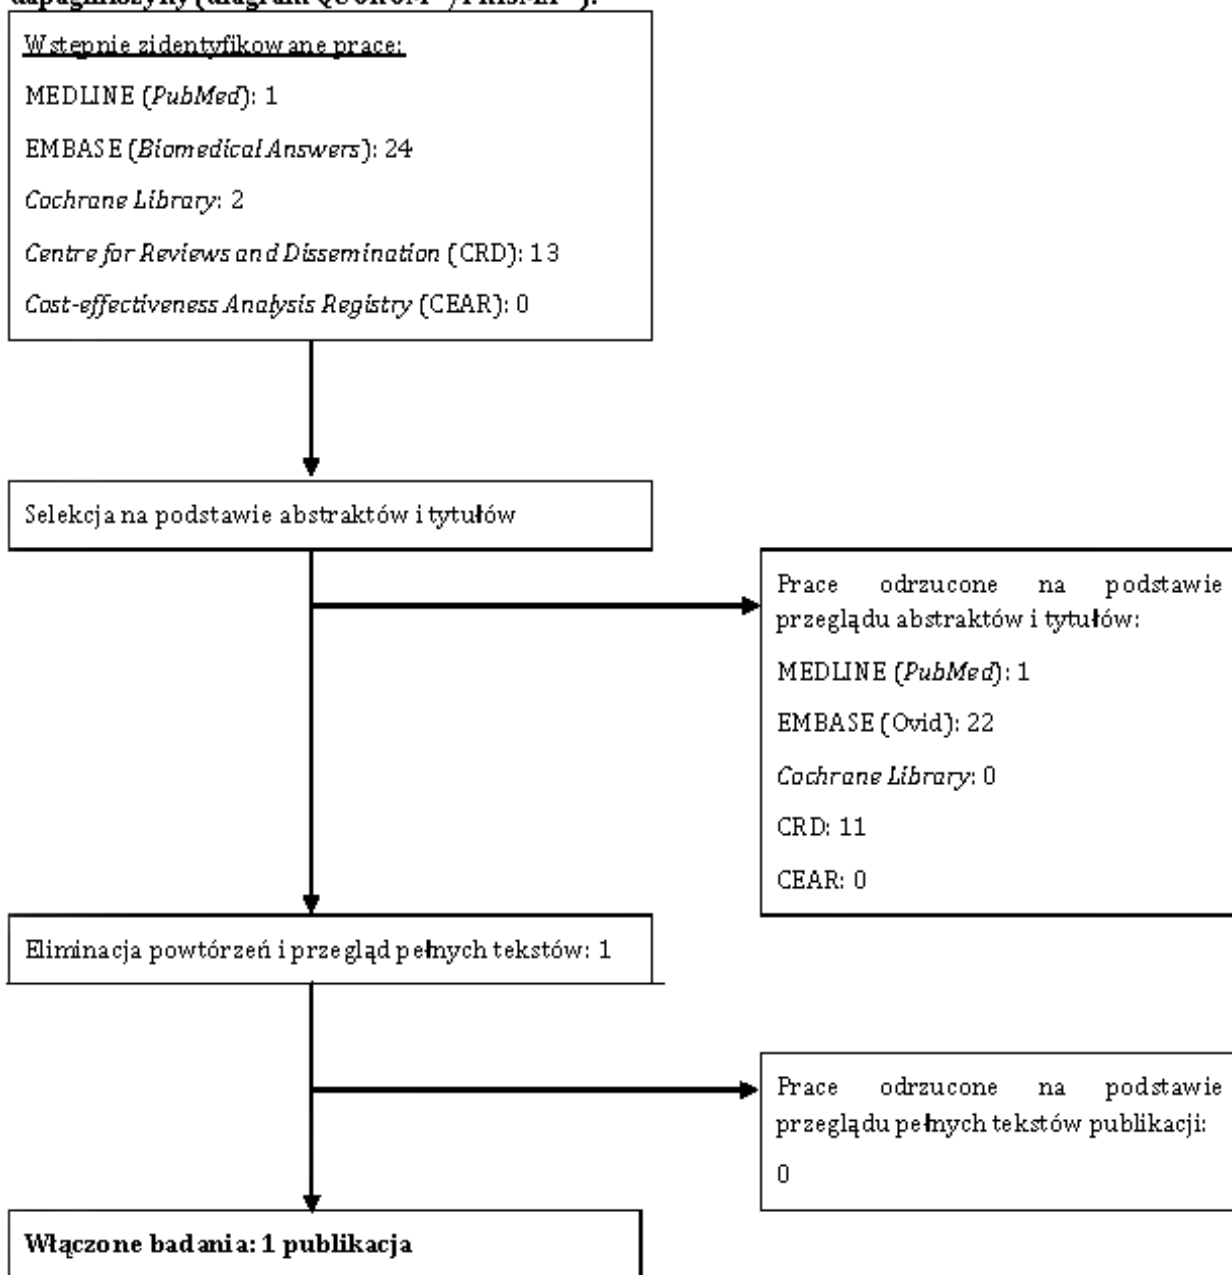 Wstępnie zidentyfikowane prace:
MEDLINE (PubMed): 1
EMBASE (Biomedical Answers): 24
Cochrane Library: 2
Centre for Reviews and Dissemination (CRD): 13
Cost-effectiveness Analysis Registry (CEAR): 0
Selekcja na podstawie abstraktów i tytułów
Prace odrzucone na podstawie
przeglądu abstraktów i tytułów:
MEDLINE (PubMed): 1
EMBASE (Ovid): 22
Cochrane Library: 0
CRD: 11
CEAR: 0
Eliminacja powtórzeń i przegląd pełnych tekstów: 1
Prace odrzucone na podstawie
przeglądu pełnych tekstów publikacji:
0
Włączone badania: 1 publikacja